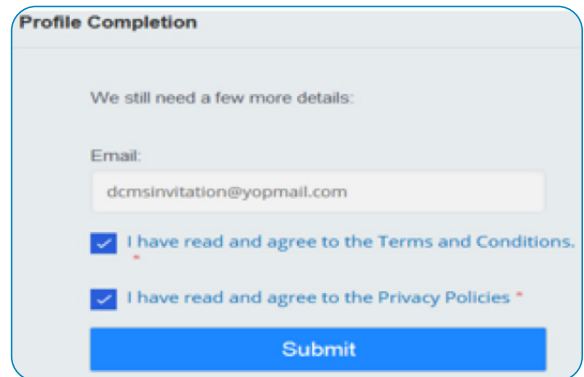 Profile Completion
We still need a few more details:
Email:
dcmsinvitation@yopmail.com
I have read and agree to the Terms and Conditions.
*
I have read and agree to the Privacy Policies *
Submit